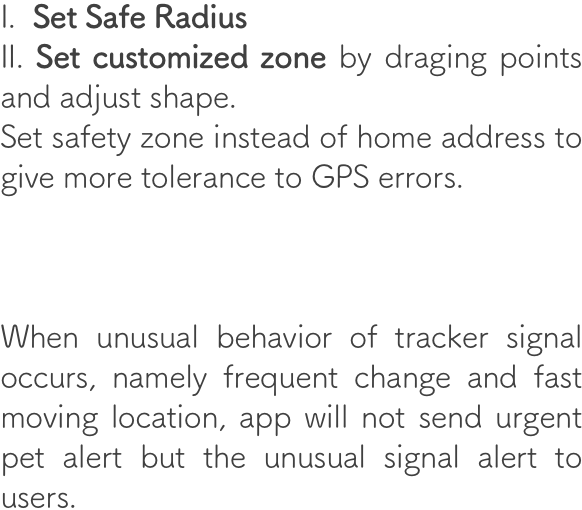 I. Set Safe Radius
II. Set customized zone by draging points
and adjust shape.
Set safety zone instead of home address to
give more tolerance to GPS errors.
When unusual behavior of tracker signal
occurs, namely frequent change and fast
moving location, app will not send urgent
pet alert but the unusual signal alert to
users.